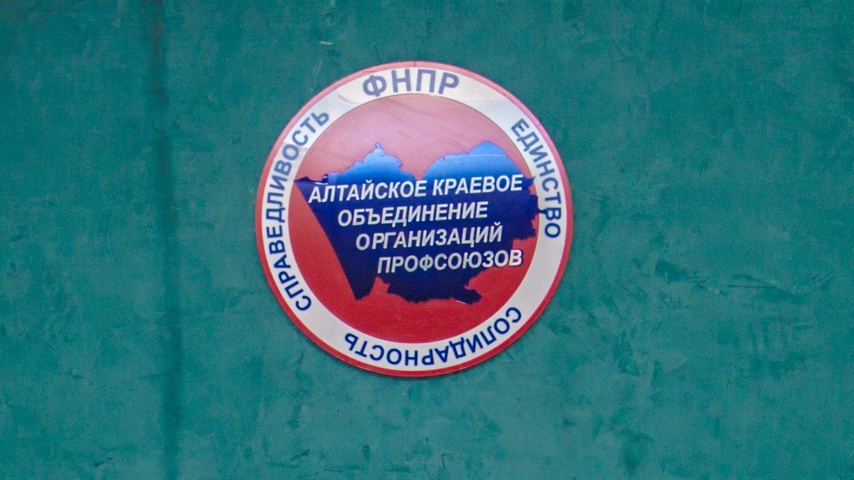 ФНПР
ЕДИНСТВО
СОЛИДАРНОСТЬ
СПРАВЕДЛИВОСТЬ
АЛТАЙСКОЕ КРАЕВОЕ
ОБЪЕДИНЕНИЕ
ОРГАНИЗАЦИЙ
ПРОФСОЮЗОВ